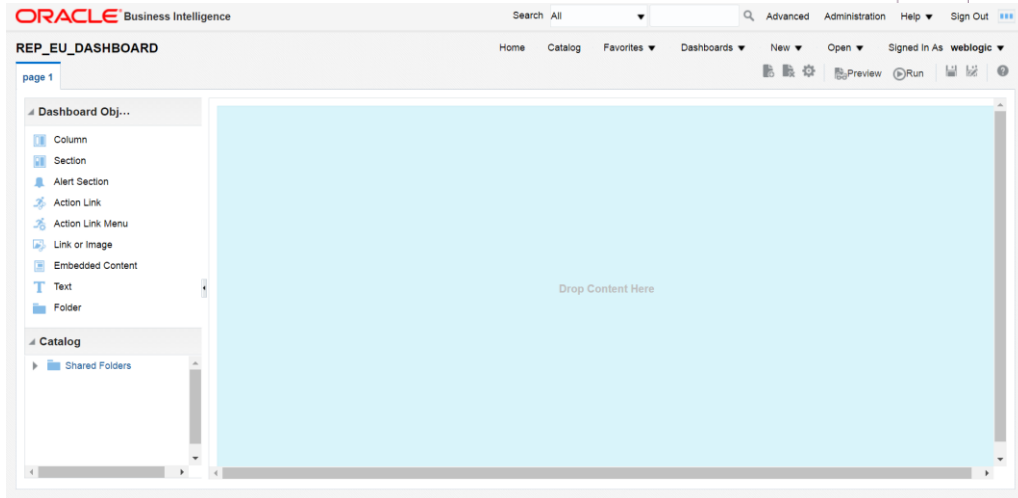 ORACLE Business Intelligence Search All Advanced Administration Help Sign Out
REP_EU_DASHBOARD Home Catalog Favorites Dashboards New Open Signed In As weblogic
page 1 Preview Run
Dashboard Obj...
Column
Section
Alert Section
Action Link
Action Link Menu
Link or Image
Embedded Content
T Text
Folder
Drop Content Here
Catalog
Shared Folders